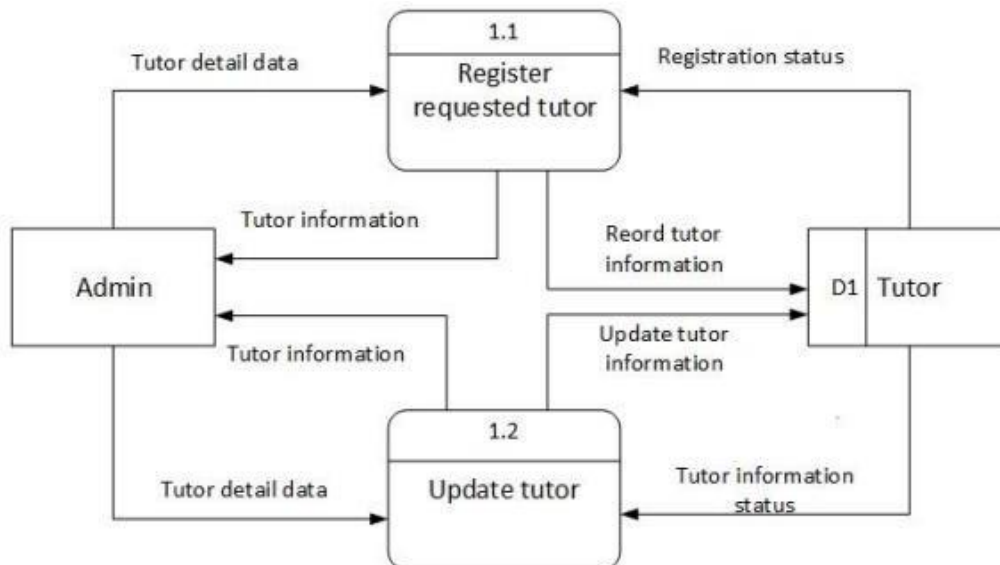 1.1
Register
requested tutor
Tutor detail data
Registration status
Tutor information
Reord tutor
information
Admin
D1 Tutor
Tutor information
Update tutor
information
1.2
Update tutor
Tutor detail data
Tutor information
status